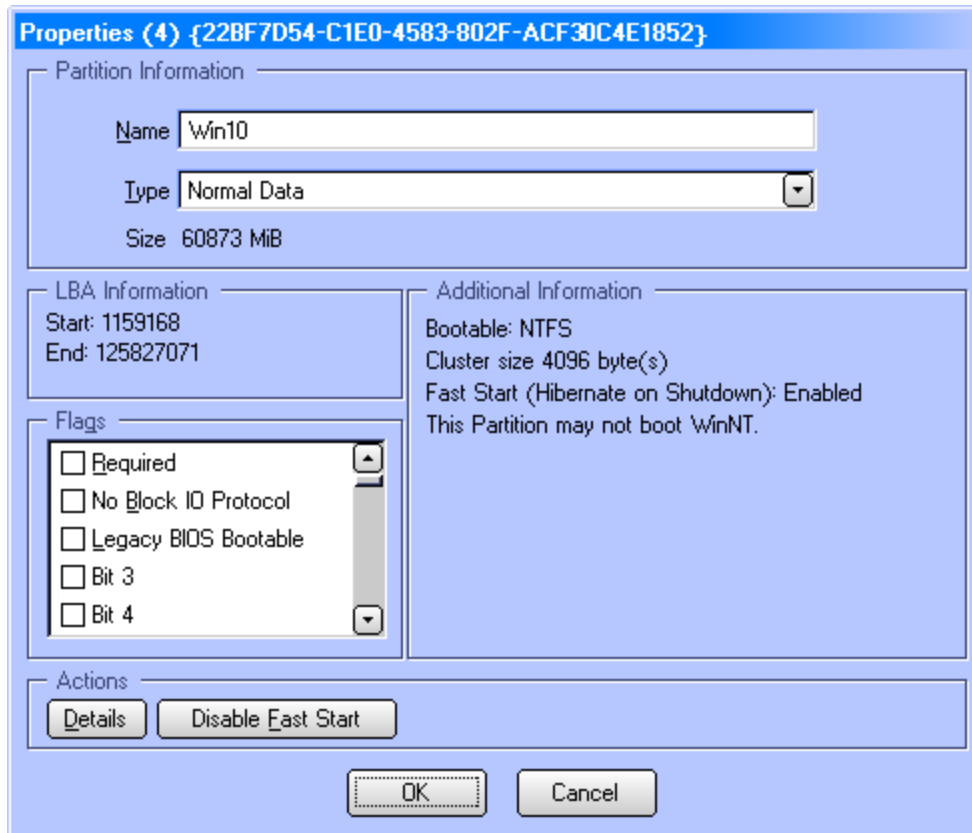 Properties (4) {22BF7D54-C1E0-4583-802F-ACF30C4E1852}
Partition Information
Name Win10
Type Normal Data
Size 60873 MiB
LBA Information
Start: 1159168
End: 125827071
Additional Information
Bootable: NTFS
Cluster size 4096 byte(s)
Fast Start (Hibernate on Shutdown): Enabled
This Partition may not boot WinNT.
Flags
Required
No Block IO Protocol
Legacy BIOS Bootable
Bit 3
Bit 4
Actions
Details Disable Fast Start
OK Cancel